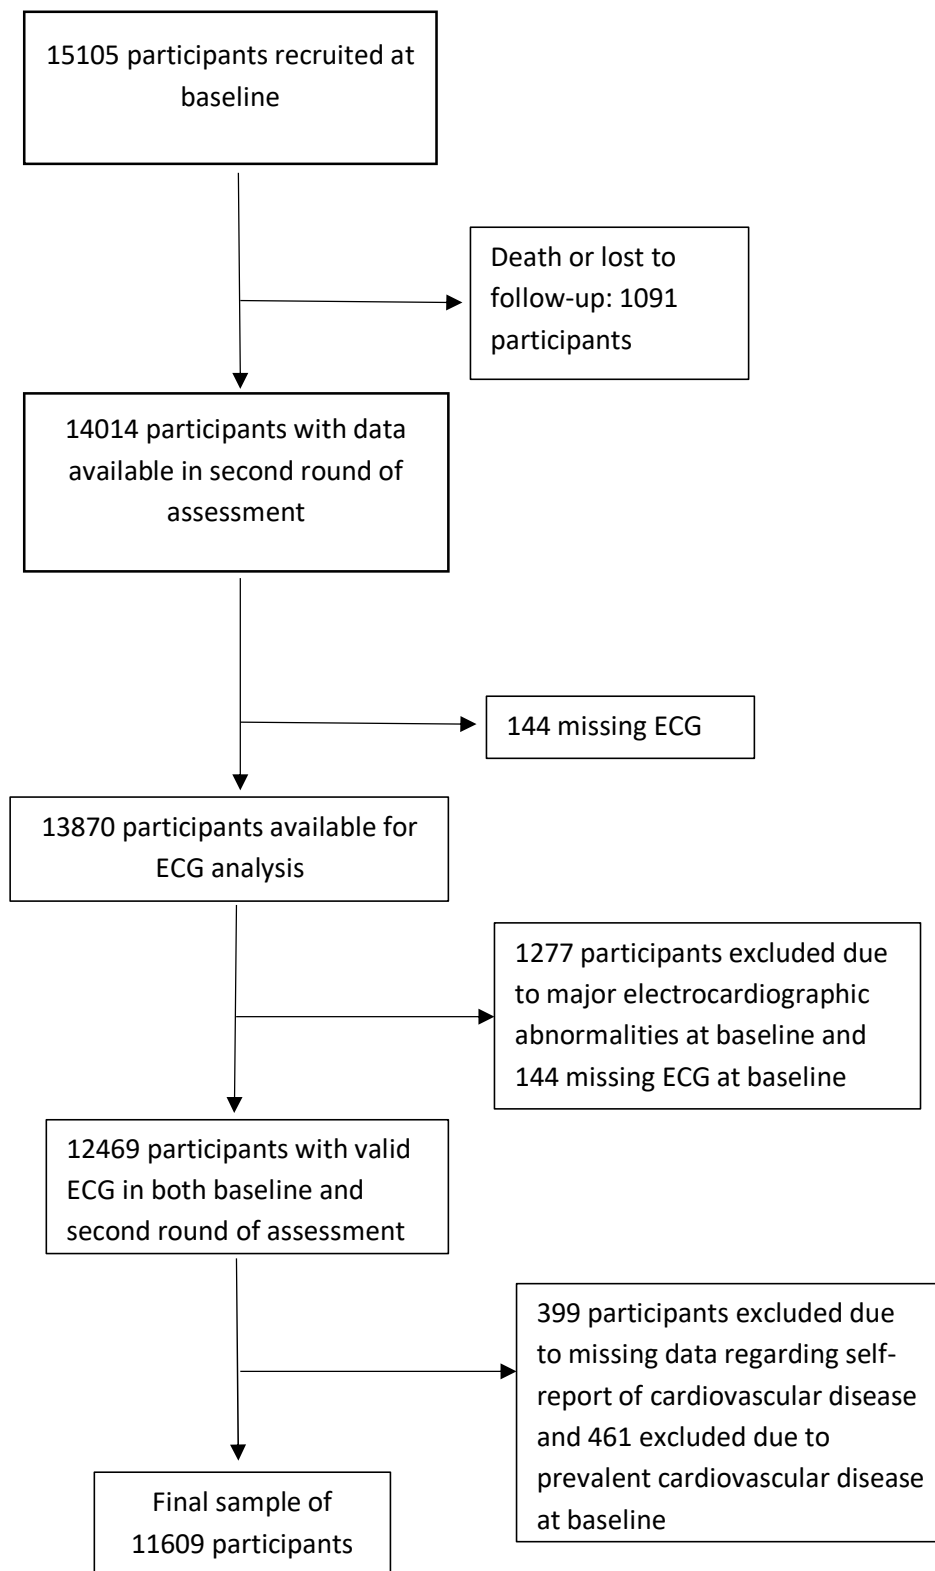 15105 participants recruited at
baseline
Death or lost to
follow-up: 1091
participants
14014 participants with data
available in second round of
assessment
144 missing ECG
13870 participants available for
ECG analysis
1277 participants excluded due
to major electrocardiographic
abnormalities at baseline and
144 missing ECG at baseline
12469 participants with valid
ECG in both baseline and
second round of assessment
399 participants excluded due
to missing data regarding self-
report of cardiovascular disease
and 461 excluded due to
prevalent cardiovascular disease
at baseline
Final sample of
11609 participants